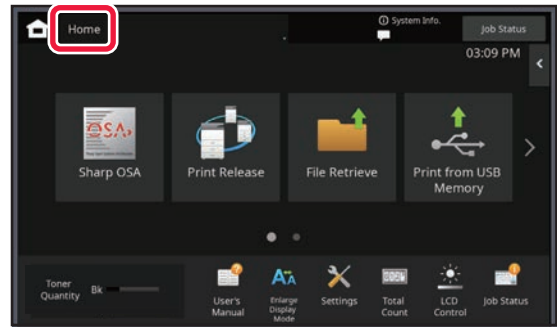 Home
System Info.
Job Status
03:09 PM
OSA
Sharp OSA
Print Release
File Retrieve
Print from USB
Memory
Toner
Quantity
Bk
User's
Manual
Enlarge
Display
Mode
Settings
Total
Count
LCD
Control
Job Status